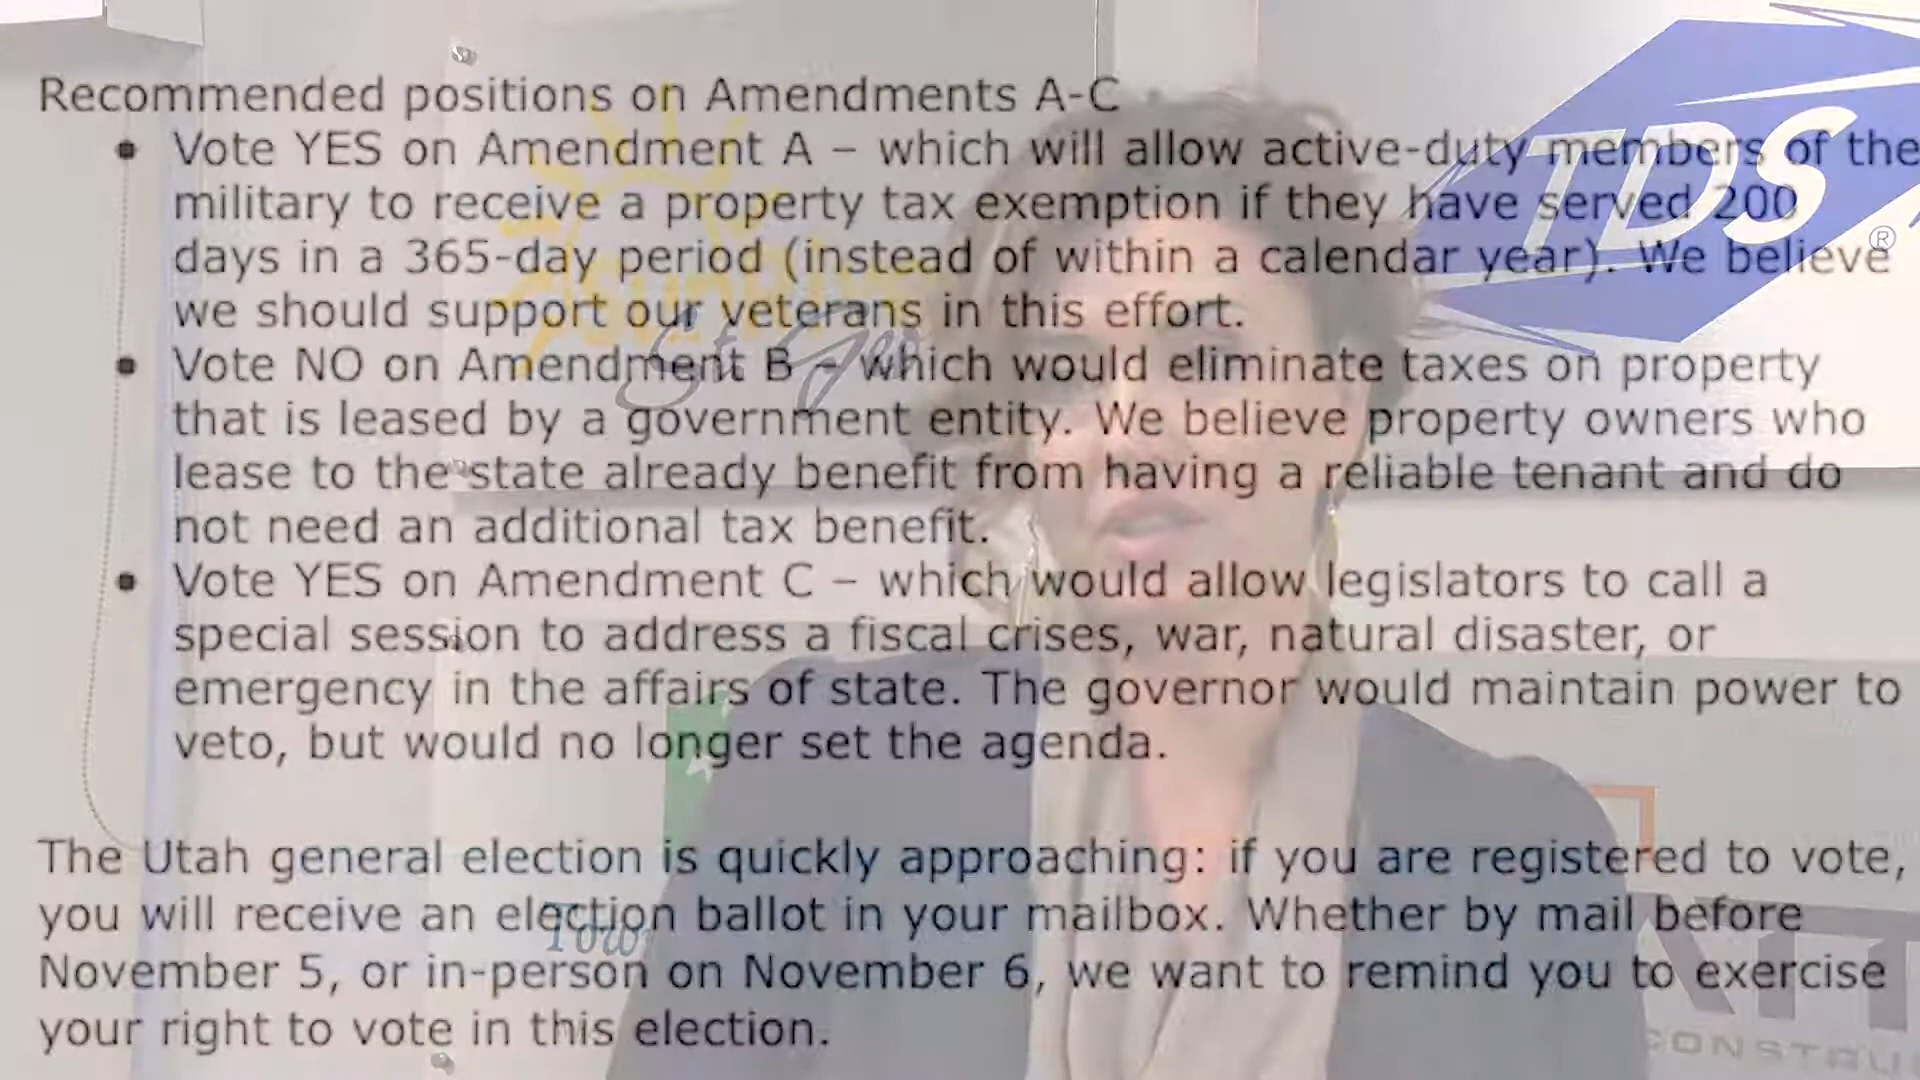 Recommended positions on Amendments A-C
• Vote YES on Amendment A – which will allow active-duty members of the
military to receive a property tax exemption if they have served 200
days in a 365-day period (instead of within a calendar year). We believe
we should support our veterans in this effort.
• Vote NO on Amendment B – which would eliminate taxes on property
that is leased by a government entity. We believe property owners who
lease to the state already benefit from having a reliable tenant and do
not need an additional tax benefit.
• Vote YES on Amendment C – which would allow legislators to call a
special session to address a fiscal crises, war, natural disaster, or
emergency in the affairs of state. The governor would maintain power to
veto, but would no longer set the agenda.
The Utah general election is quickly approaching: if you are registered to vote,
you will receive an election ballot in your mailbox. Whether by mail before
November 5, or in-person on November 6, we want to remind you to exercise
your right to vote in this election.
TDS®
St